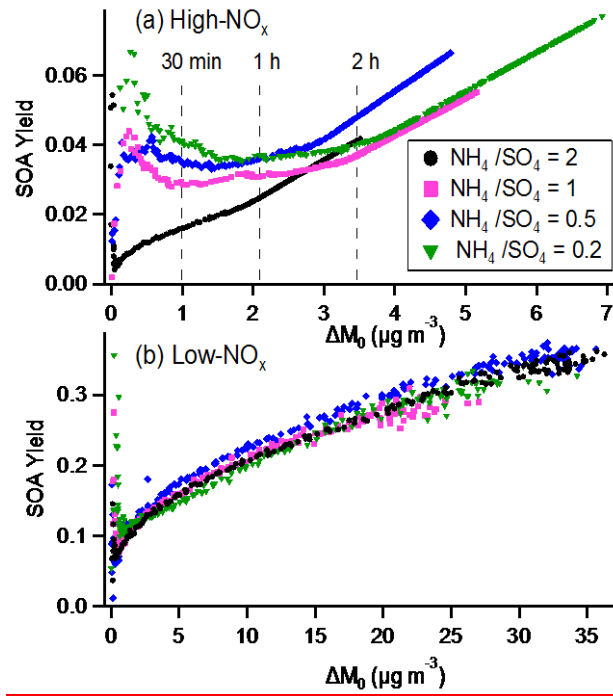 (a) High-NOx
30 min
1 h
2 h
SOA Yield
0.06
0.04
0.02
0.00
NH4 /SO4 = 2
NH4 /SO4 = 1
NH4 /SO4 = 0.5
NH4 /SO4 = 0.2
0 1 2 3 4 5 6 7
ΔM0 (µg m-3)
(b) Low-NOx
SOA Yield
0.3
0.2
0.1
0.0
0 5 10 15 20 25 30 35
ΔM0 (µg m-3)